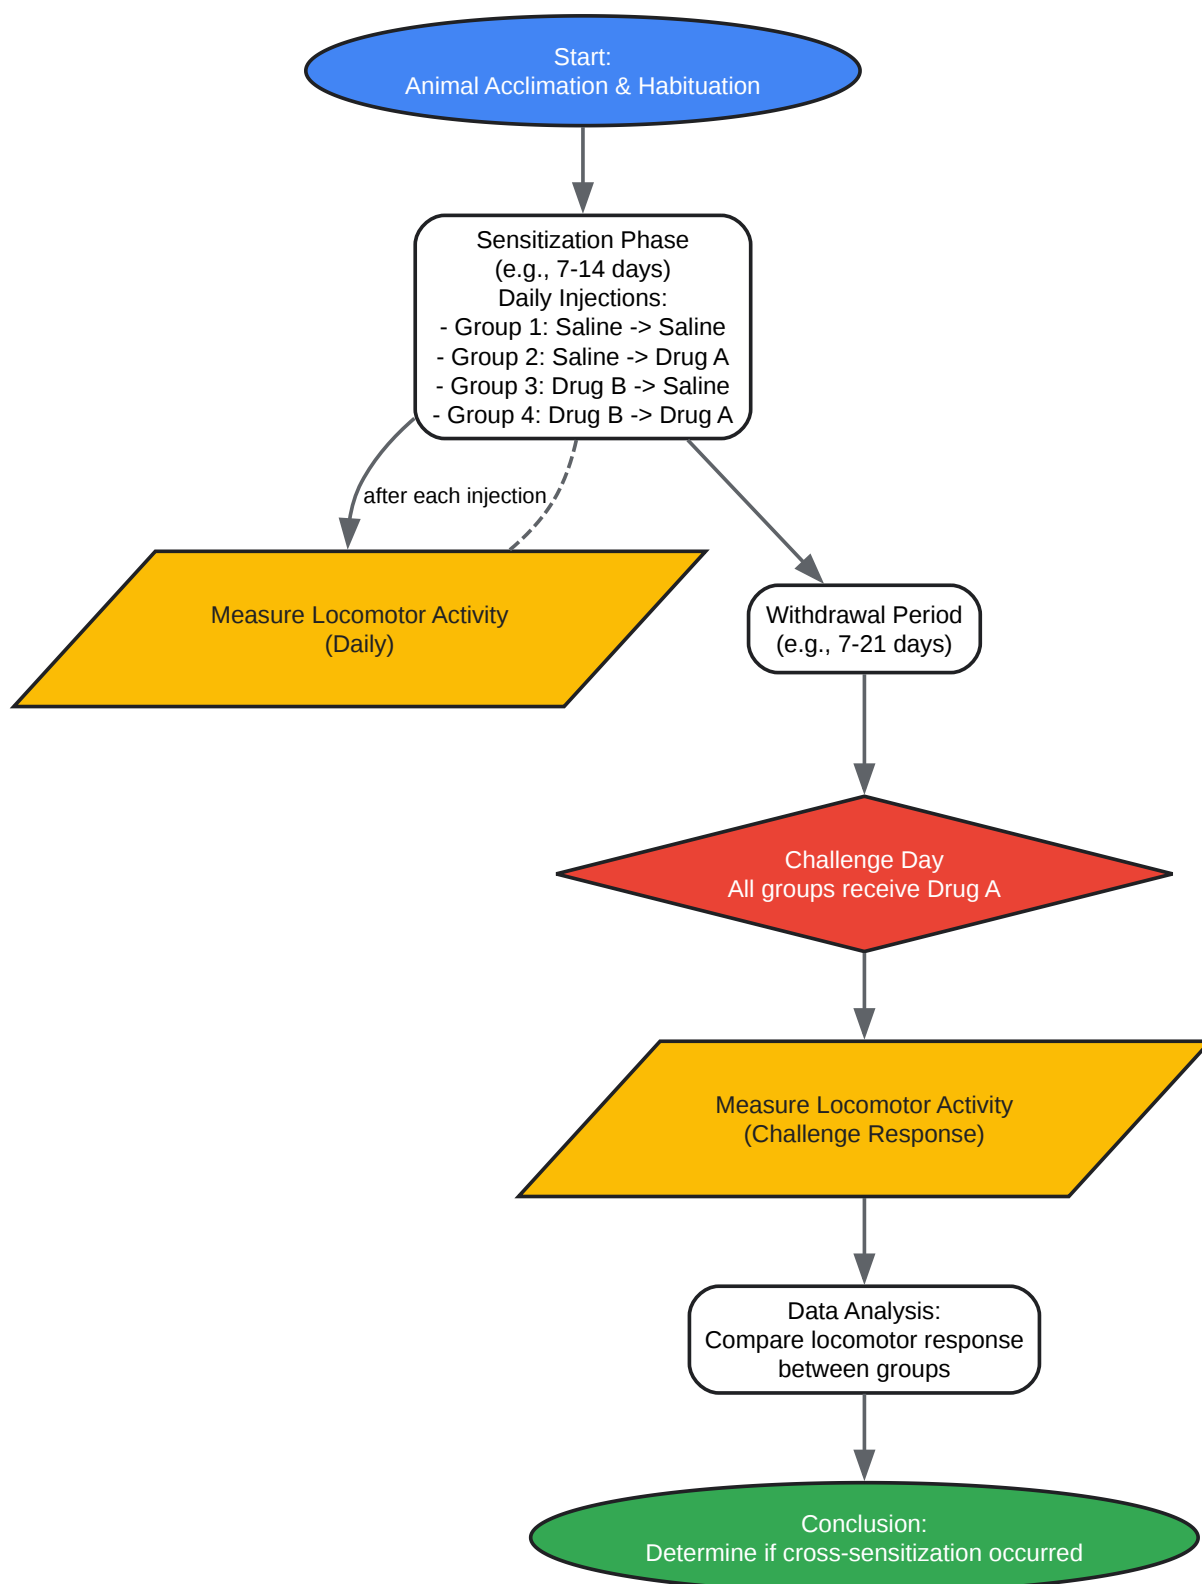 Start:
Animal Acclimation & Habituation
Sensitization Phase
(e.g., 7-14 days)
Daily Injections:
- Group 1: Saline -> Saline
- Group 2: Saline -> Drug A
- Group 3: Drug B -> Saline
- Group 4: Drug B -> Drug A
after each injection
Measure Locomotor Activity
(Daily)
Withdrawal Period
(e.g., 7-21 days)
Challenge Day
All groups receive Drug A
Measure Locomotor Activity
(Challenge Response)
Data Analysis:
Compare locomotor response
between groups
Conclusion:
Determine if cross-sensitization occurred